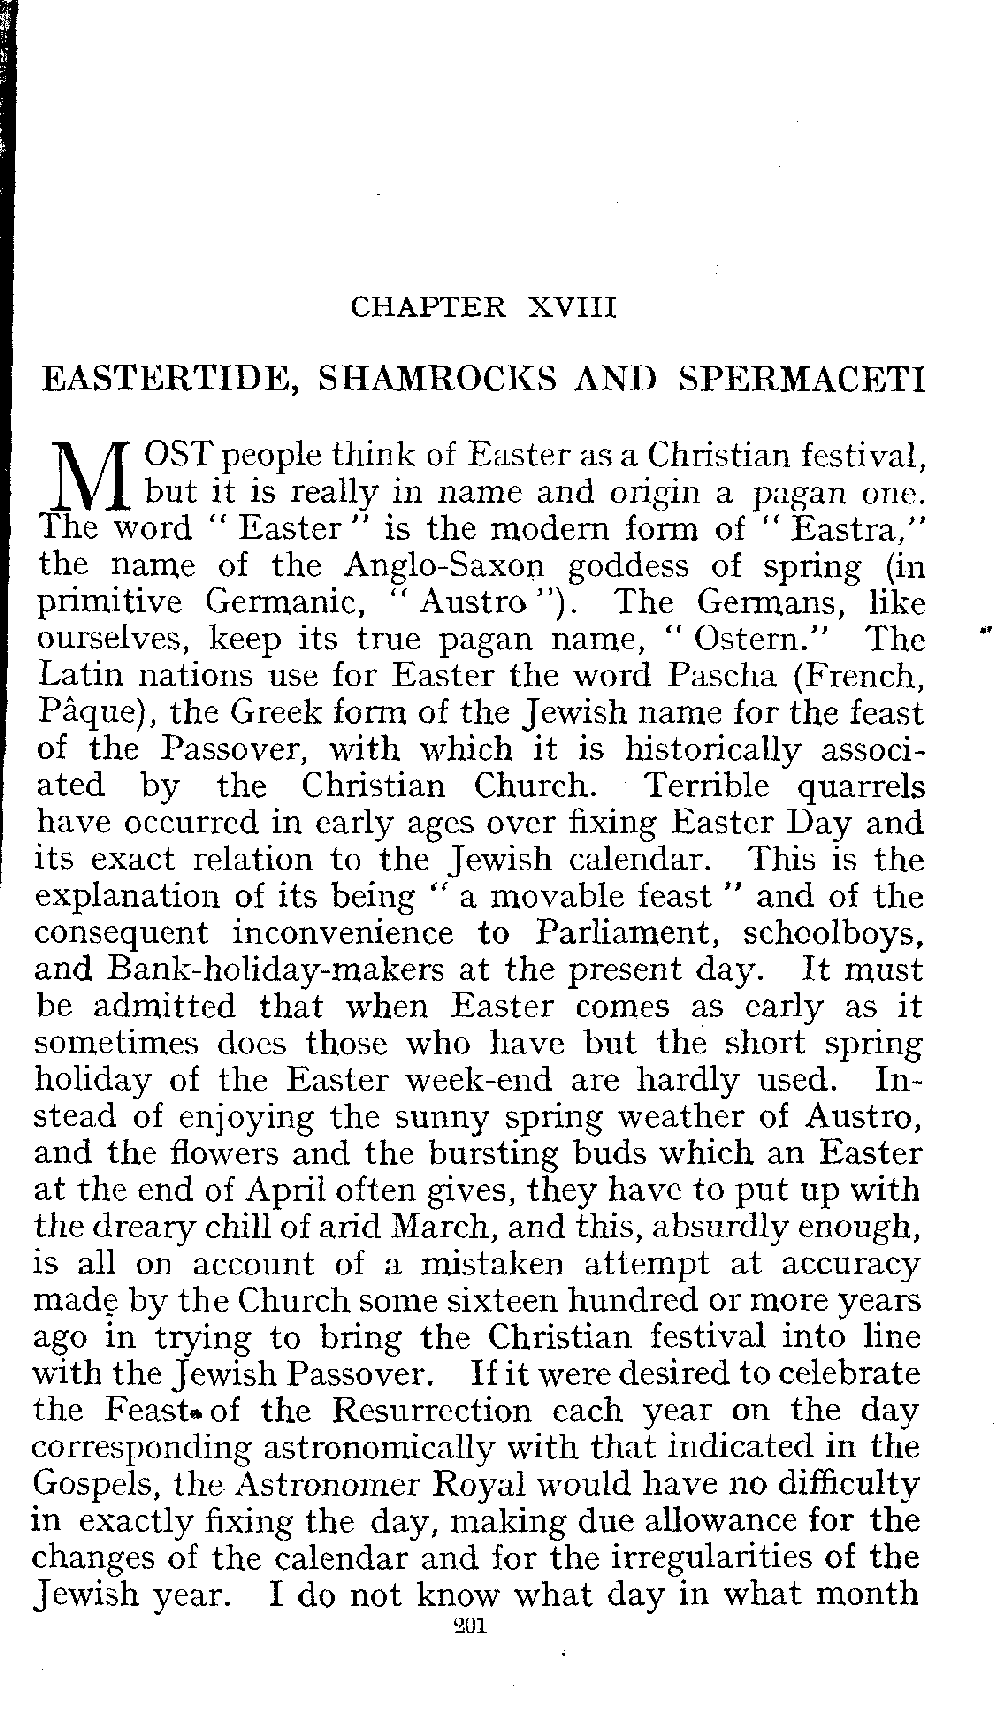 CHAPTER XVIII
EASTERTIDE, SHAMROCKS AND SPERMACETI
MOST people think of Easter as a Christian festival,
but it is really in name and origin a pagan one.
The word “ Easter ” is the modern form of “ Eastra,”
the name of the Anglo-Saxon goddess of spring (in
primitive Germanic, “ Austro ”). The Germans, like
ourselves, keep its true pagan name, “ Ostern.” The
Latin nations use for Easter the word Pascha (French,
Pâque), the Greek form of the Jewish name for the feast
of the Passover, with which it is historically associ-
ated by the Christian Church. Terrible quarrels
have occurred in early ages over fixing Easter Day and
its exact relation to the Jewish calendar. This is the
explanation of its being “ a movable feast ” and of the
consequent inconvenience to Parliament, schoolboys,
and Bank-holiday-makers at the present day. It must
be admitted that when Easter comes as early as it
sometimes does those who have but the short spring
holiday of the Easter week-end are hardly used. In-
stead of enjoying the sunny spring weather of Austro,
and the flowers and the bursting buds which an Easter
at the end of April often gives, they have to put up with
the dreary chill of arid March, and this, absurdly enough,
is all on account of a mistaken attempt at accuracy
made by the Church some sixteen hundred or more years
ago in trying to bring the Christian festival into line
with the Jewish Passover. If it were desired to celebrate
the Feast of the Resurrection each year on the day
corresponding astronomically with that indicated in the
Gospels, the Astronomer Royal would have no difficulty
in exactly fixing the day, making due allowance for the
changes of the calendar and for the irregularities of the
Jewish year. I do not know what day in what month
201